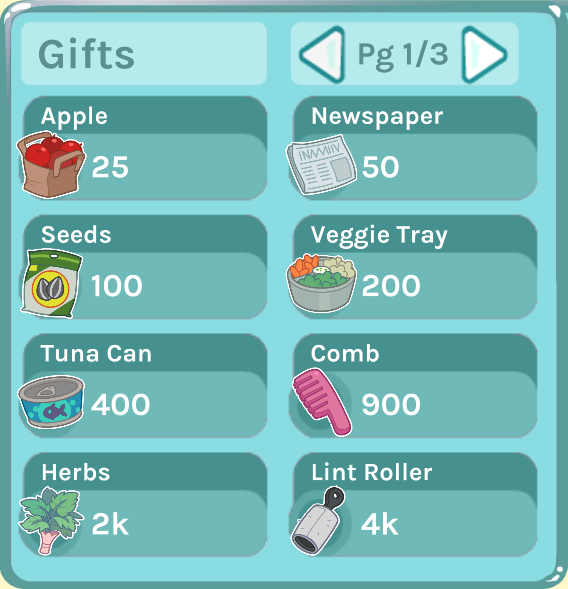 Gifts
Pg 1/3
Apple
25
Newspaper
50
Seeds
100
Veggie Tray
200
Tuna Can
400
Comb
900
Herbs
2k
Lint Roller
4k